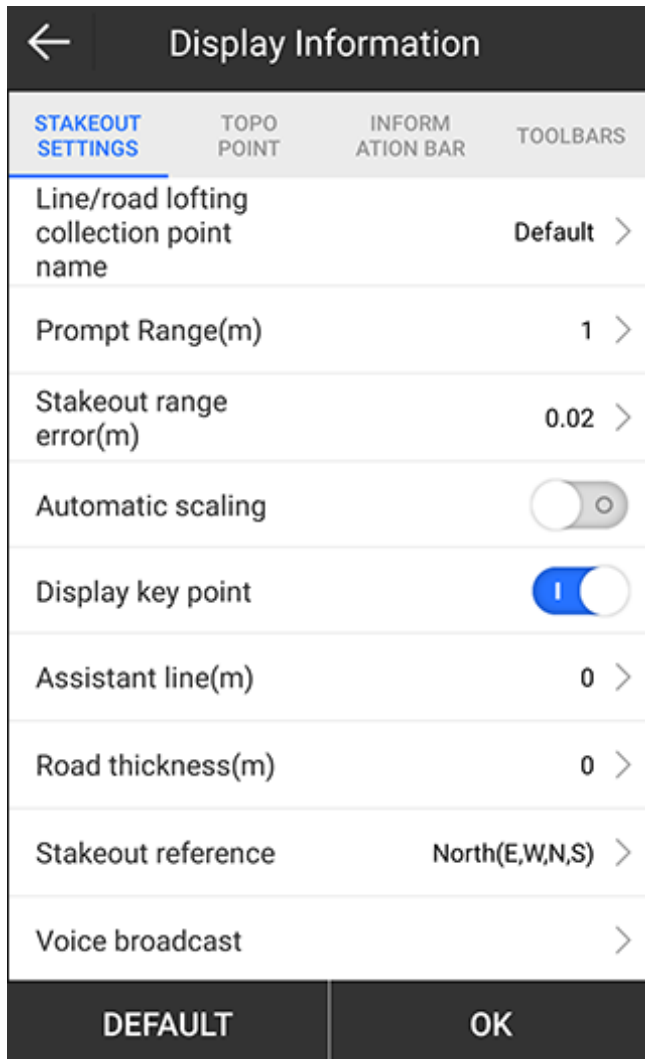 Display Information
STAKEOUT SETTINGS
TOPO POINT
INFORM ATION BAR
TOOLBARS
Line/road lofting
collection point
name
Default
Prompt Range(m)
1
Stakeout range
error(m)
0.02
Automatic scaling
Display key point
Assistant line(m)
0
Road thickness(m)
0
Stakeout reference
North(E,W,N,S)
Voice broadcast
DEFAULT
OK